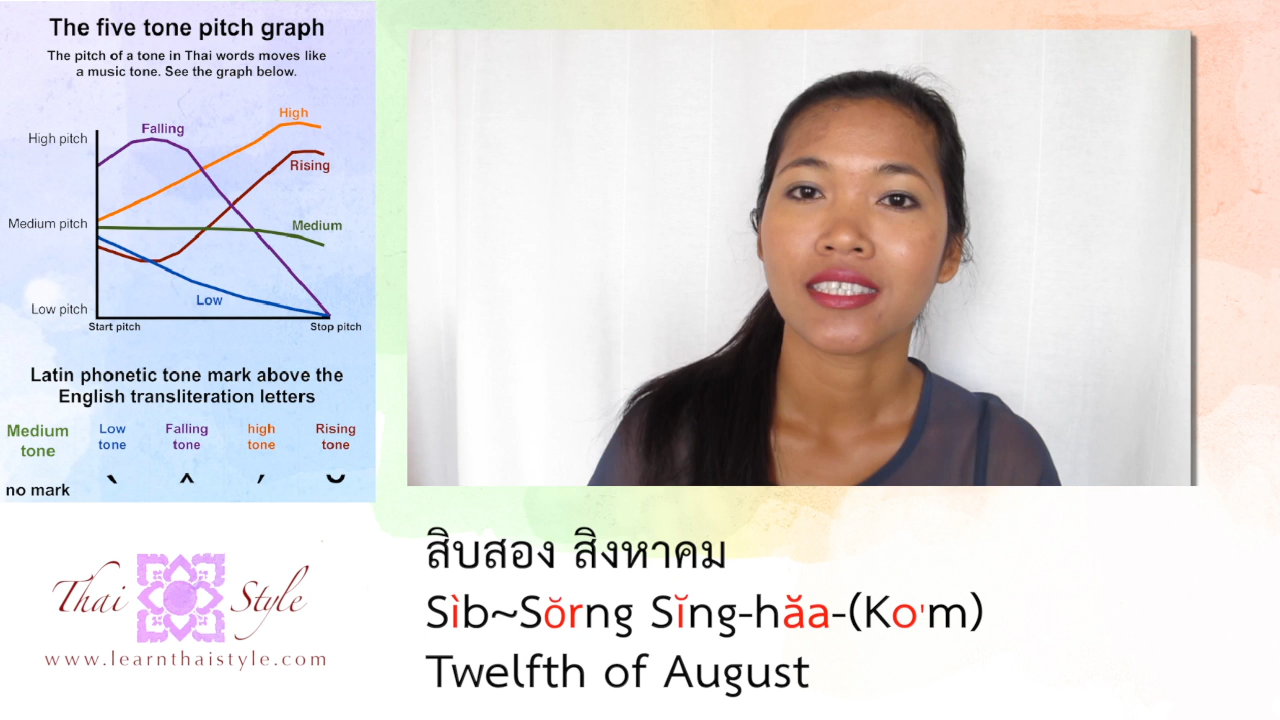 The five tone pitch graph
The pitch of a tone in Thai words moves like
a music tone. See the graph below.
High
Falling
High pitch
Rising
Medium pitch
Medium
Low
Low pitch
Start pitch
Stop pitch
Latin phonetic tone mark above the
English transliteration letters
Medium tone
Low tone
Falling tone
high tone
Rising tone
no mark ˋ ˆ ˊ ˘
Thai Style
www.learnthaistyle.com
สิบสอง สิงหาคม
Sìb~Sŏrng Sĭng-hăa-(Ko'm)
Twelfth of August